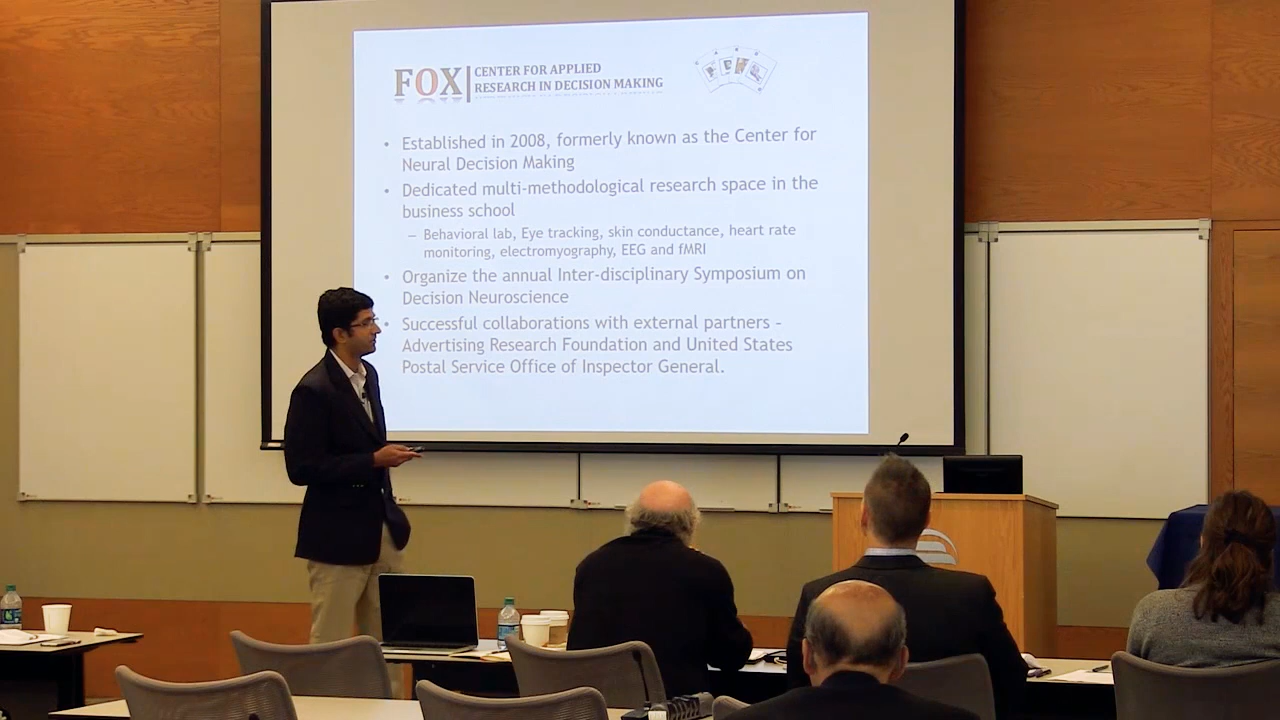 FOX CENTER FOR APPLIED
RESEARCH IN DECISION MAKING
• Established in 2008, formerly known as the Center for
Neural Decision Making
• Dedicated multi-methodological research space in the
business school
– Behavioral lab, Eye tracking, skin conductance, heart rate
monitoring, electromyography, EEG and fMRI
• Organize the annual Inter-disciplinary Symposium on
Decision Neuroscience
• Successful collaborations with external partners –
Advertising Research Foundation and United States
Postal Service Office of Inspector General.